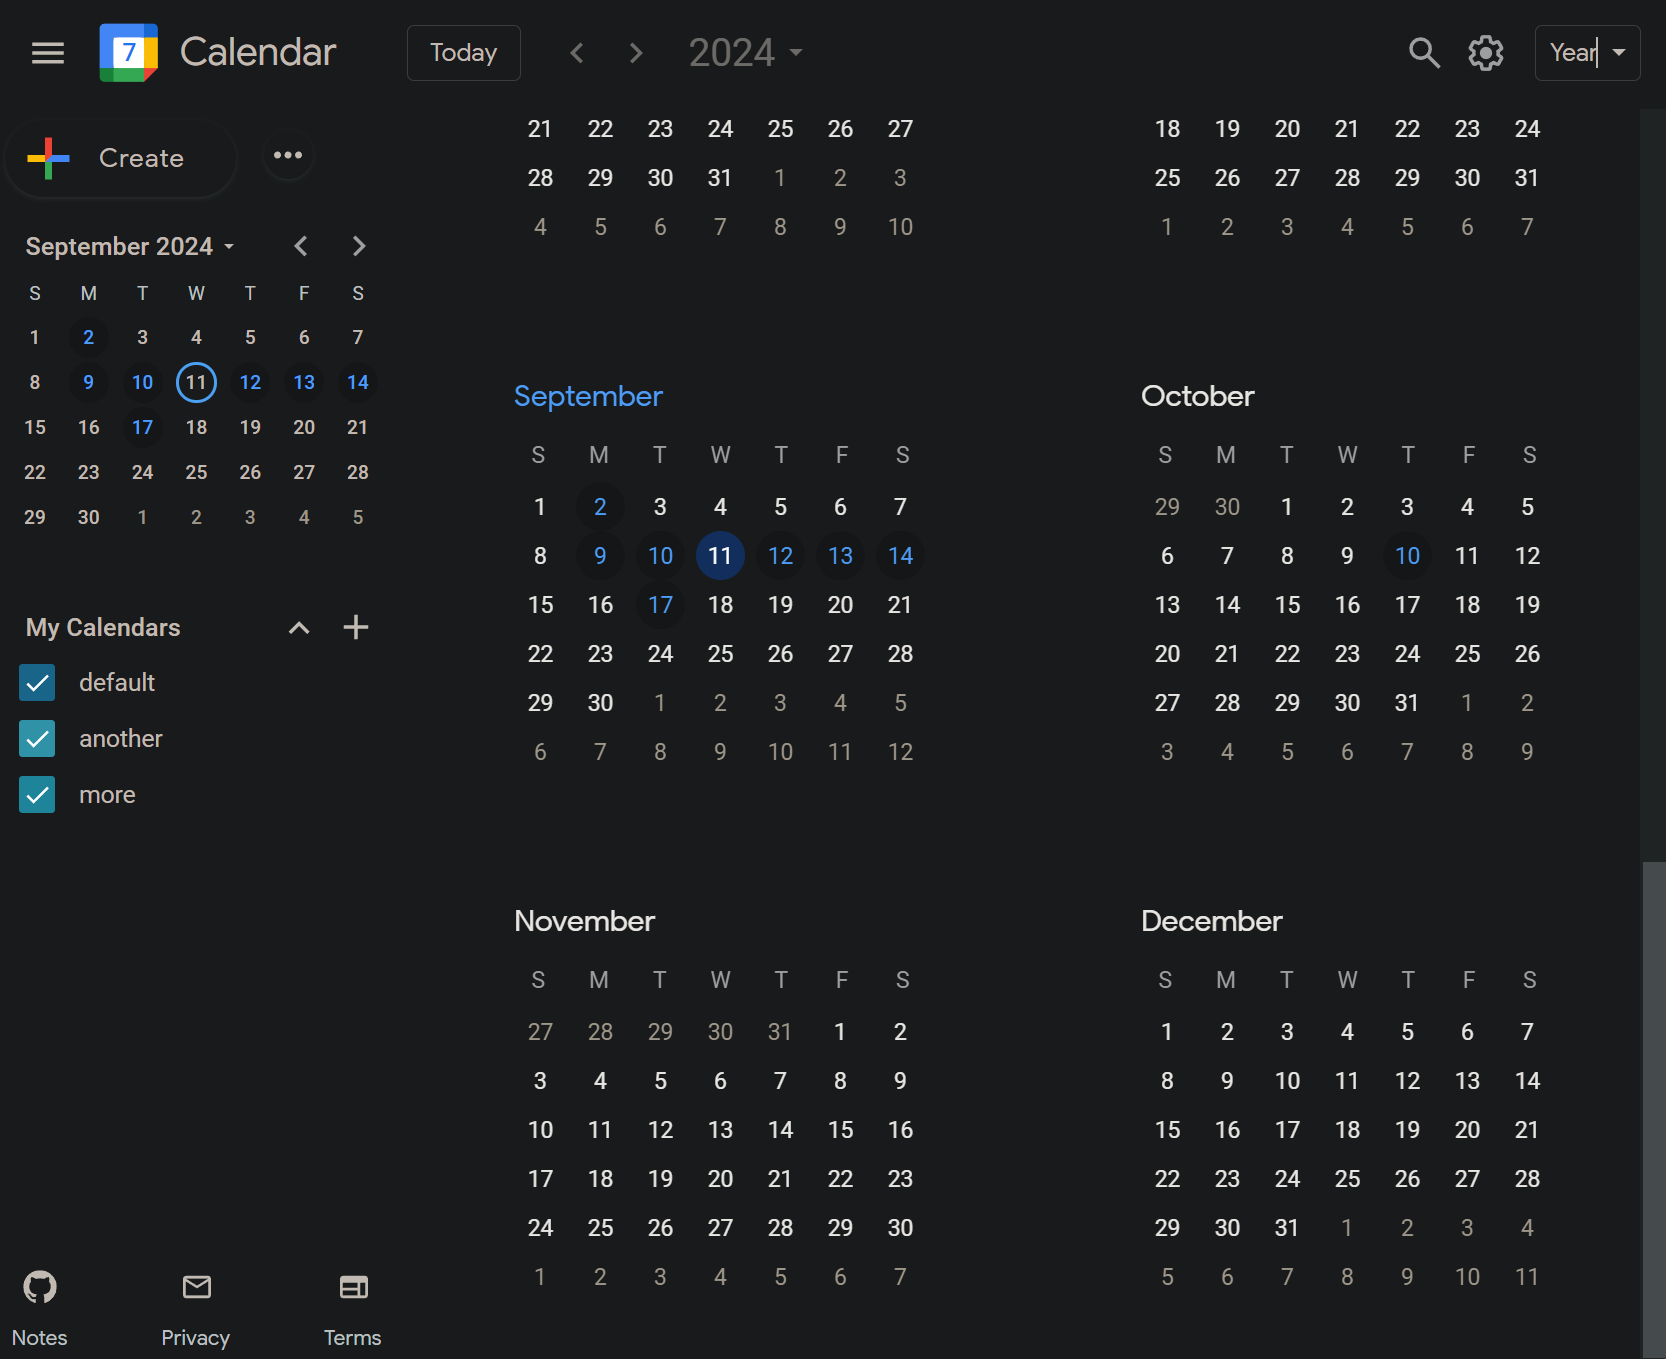 7 Calendar Today 2024 Year
Create •••
September 2024
S M T W T F S
1 2 3 4 5 6 7
8 9 10 11 12 13 14
15 16 17 18 19 20 21
22 23 24 25 26 27 28
29 30 1 2 3 4 5
My Calendars
default
another
more
Notes Privacy Terms
21 22 23 24 25 26 27
28 29 30 31 1 2 3
4 5 6 7 8 9 10
18 19 20 21 22 23 24
25 26 27 28 29 30 31
1 2 3 4 5 6 7
September
S M T W T F S
1 2 3 4 5 6 7
8 9 10 11 12 13 14
15 16 17 18 19 20 21
22 23 24 25 26 27 28
29 30 1 2 3 4 5
6 7 8 9 10 11 12
October
S M T W T F S
29 30 1 2 3 4 5
6 7 8 9 10 11 12
13 14 15 16 17 18 19
20 21 22 23 24 25 26
27 28 29 30 31 1 2
3 4 5 6 7 8 9
November
S M T W T F S
27 28 29 30 31 1 2
3 4 5 6 7 8 9
10 11 12 13 14 15 16
17 18 19 20 21 22 23
24 25 26 27 28 29 30
1 2 3 4 5 6 7
December
S M T W T F S
1 2 3 4 5 6 7
8 9 10 11 12 13 14
15 16 17 18 19 20 21
22 23 24 25 26 27 28
29 30 31 1 2 3 4
5 6 7 8 9 10 11